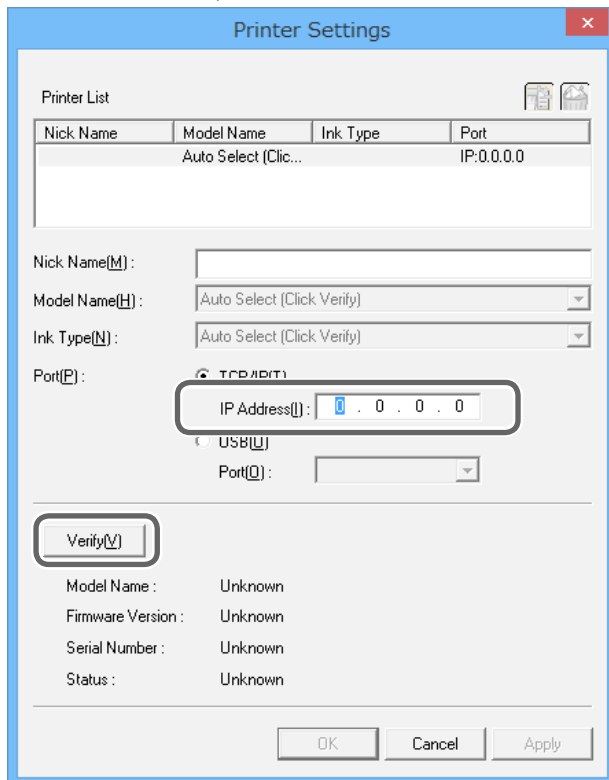 Printer Settings
Printer List
Nick Name Model Name Ink Type Port
Auto Select (Clic... IP:0.0.0.0
Nick Name(M) :
Model Name(H) : Auto Select (Click Verify)
Ink Type(N) : Auto Select (Click Verify)
Port(P) : TCP/IP(T)
IP Address(I) : 0 . 0 . 0 . 0
USB(U)
Port(O) :
Verify(V)
Model Name : Unknown
Firmware Version : Unknown
Serial Number : Unknown
Status : Unknown
OK Cancel Apply